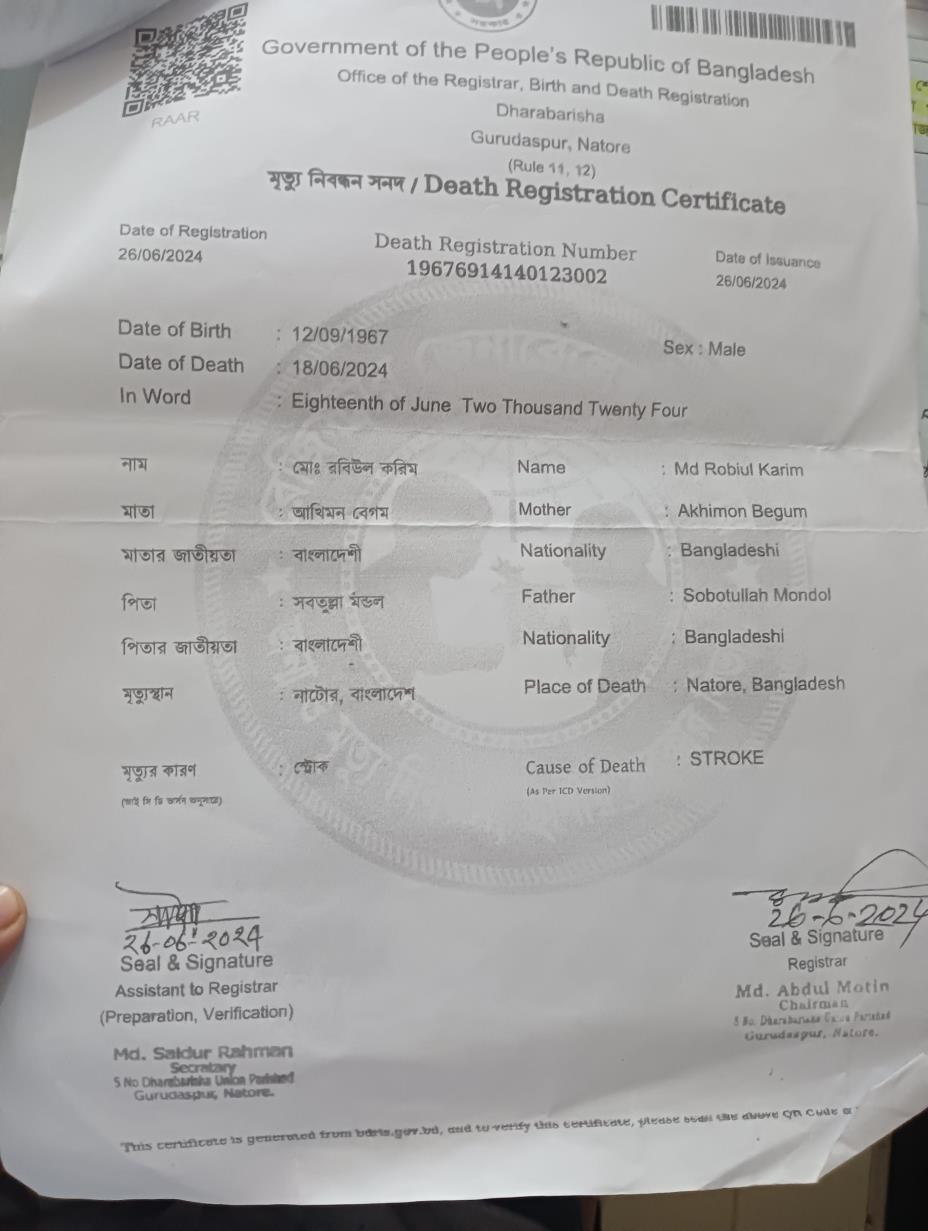 সরকার
Government of the People's Republic of Bangladesh
Office of the Registrar, Birth and Death Registration
RAAR
Dharabarisha
Gurudaspur, Natore
(Rule 11, 12)
মৃত্যু নিবন্ধন সনদ / Death Registration Certificate
Date of Registration Death Registration Number Date of Issuance
26/06/2024 19676914140123002 26/06/2024
Date of Birth : 12/09/1967 Sex : Male
Date of Death : 18/06/2024
In Word : Eighteenth of June Two Thousand Twenty Four
নাম : মোঃ রবিউল করিম Name : Md Robiul Karim
মাতা : আখিমন বেগম Mother : Akhimon Begum
মাতার জাতীয়তা : বাংলাদেশী Nationality : Bangladeshi
পিতা : সবতুল্লা মন্ডল Father : Sobotullah Mondol
পিতার জাতীয়তা : বাংলাদেশী Nationality : Bangladeshi
মৃত্যুস্থান : নাটোর, বাংলাদেশ Place of Death : Natore, Bangladesh
মৃত্যুর কারণ : স্ট্রোক Cause of Death : STROKE
(As Per ICD Version)
26-06-2024 26-6-2024
Seal & Signature Seal & Signature
Assistant to Registrar Registrar
(Preparation, Verification) Md. Abdul Motin
Chairman
Md. Saidur Rahman 5 No. Dharabarisha Union Parishad
Secratary Gurudaspur, Natore.
5 No Dharabarisha Union Parishad
Gurudaspur, Natore.
"This certificate is generated from bdris.gov.bd, and to verify this certificate, please scan the above QR Code